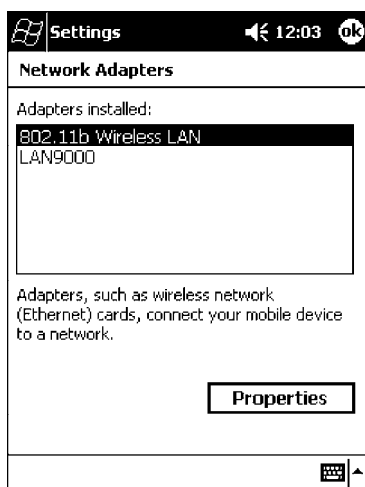 Settings 12:03 ok
Network Adapters
Adapters installed:
802.11b Wireless LAN
LAN9000
Adapters, such as wireless network
(Ethernet) cards, connect your mobile device
to a network.
Properties